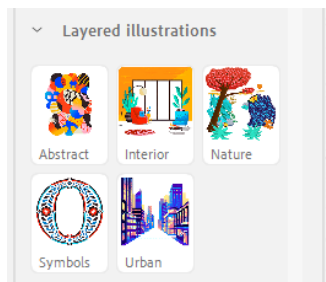 Layered illustrations
Abstract
Interior
Nature
Symbols
Urban